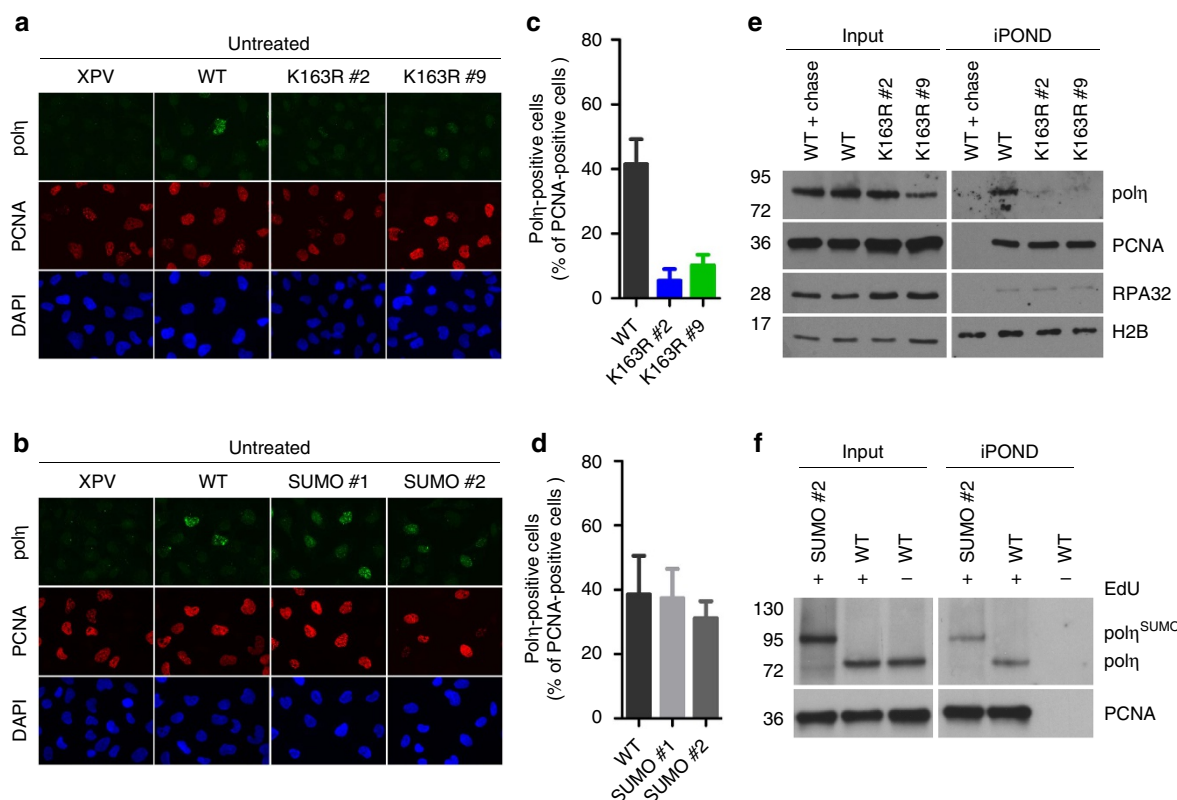 a
Untreated
XPV WT K163R #2 K163R #9
polη
PCNA
DAPI
b
Untreated
XPV WT SUMO #1 SUMO #2
polη
PCNA
DAPI
c
Polη-positive cells
(% of PCNA-positive cells )
80
60
40
20
0
WT
K163R #2
K163R #9
d
Polη-positive cells
(% of PCNA-positive cells )
80
60
40
20
0
WT
SUMO #1
SUMO #2
e
Input iPOND
WT + chase WT K163R #2 K163R #9 WT + chase WT K163R #2 K163R #9
95
72
polη
36
PCNA
28
RPA32
17
H2B
f
Input iPOND
SUMO #2 WT WT SUMO #2 WT WT
+ + – + + – EdU
130
95
72
polηSUMO
polη
36
PCNA